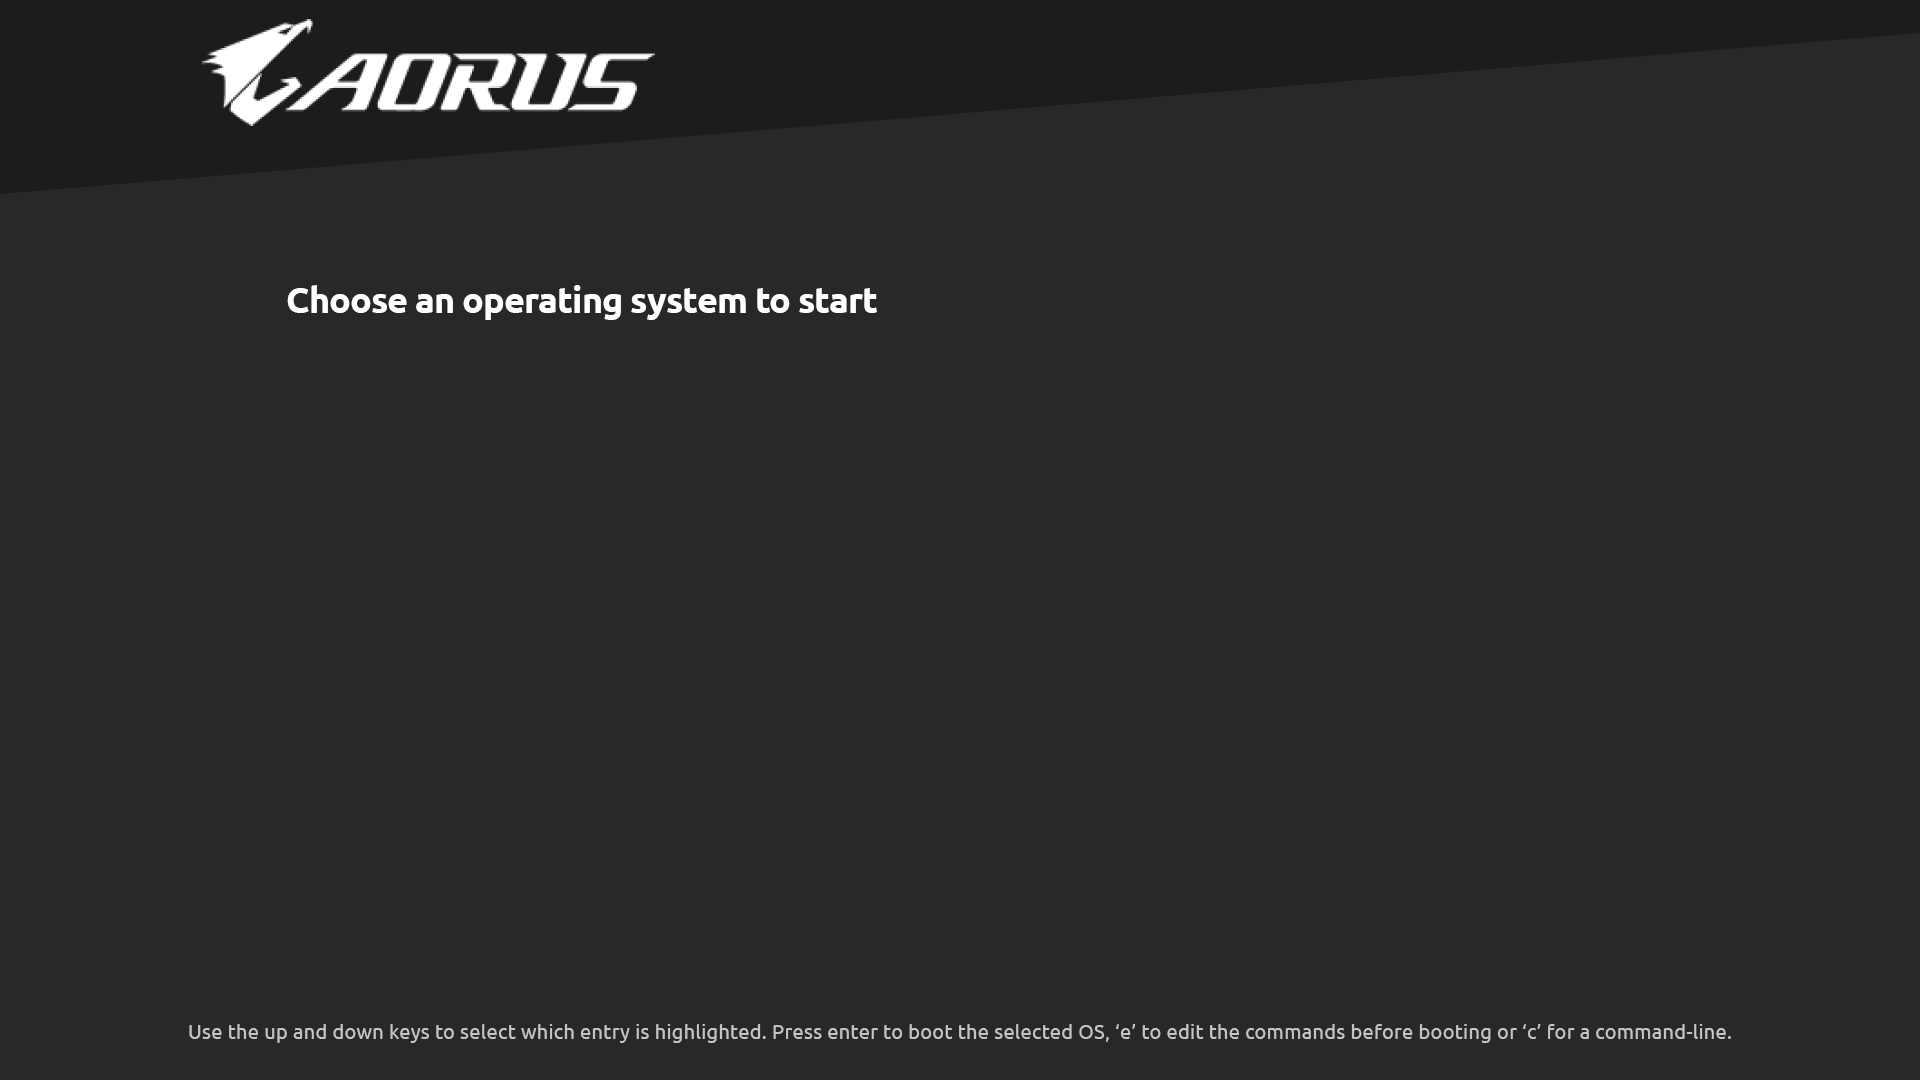 AORUS
Choose an operating system to start
Use the up and down keys to select which entry is highlighted. Press enter to boot the selected OS, ‘e’ to edit the commands before booting or ‘c’ for a command-line.